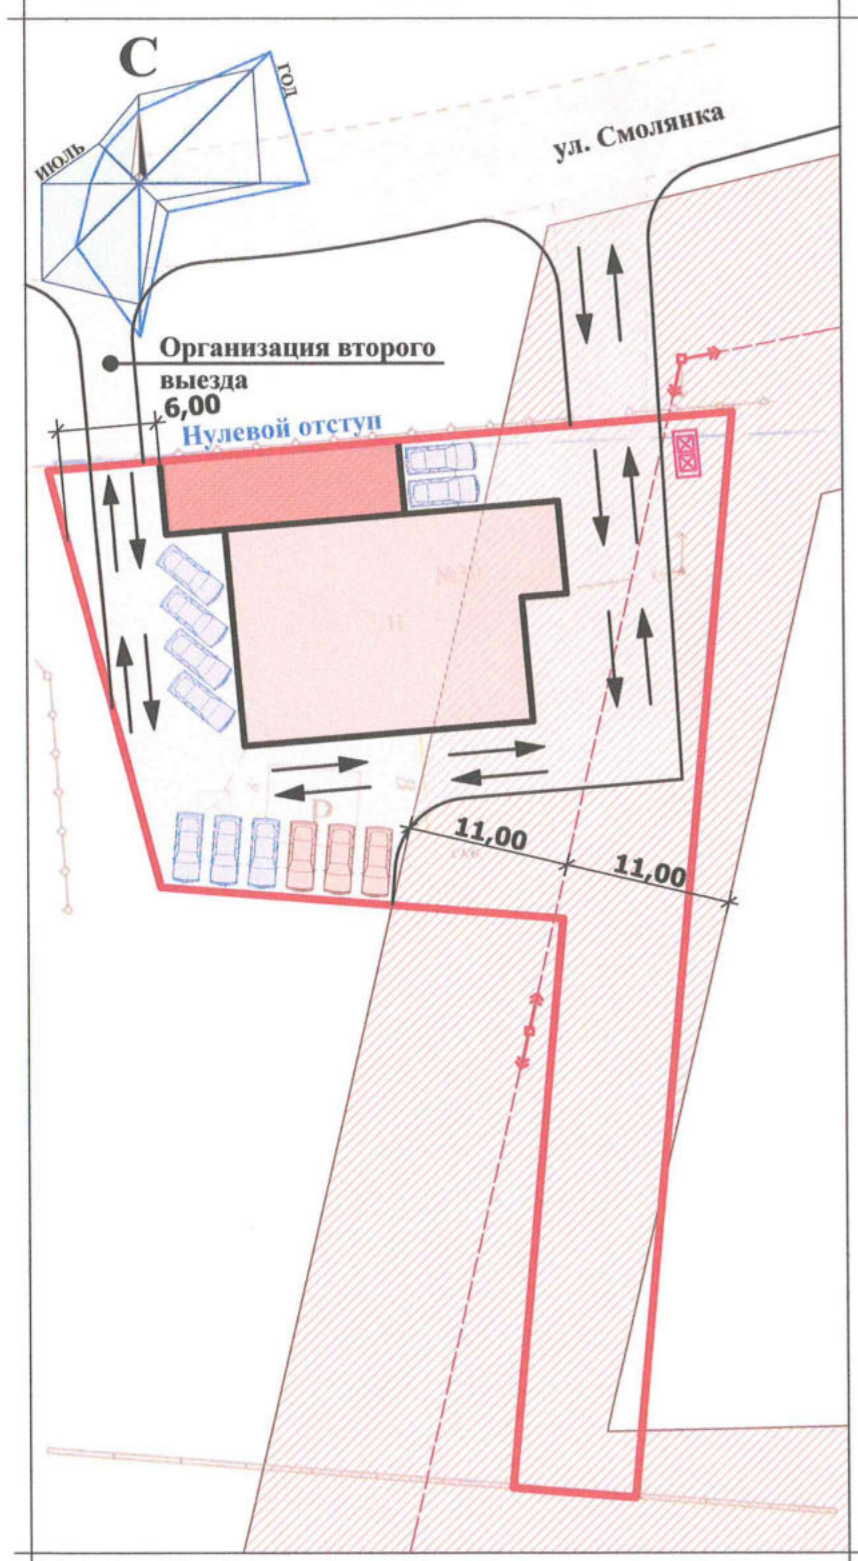 С
ГОД
ИЮЛЬ
ул. Смолянка
Организация второго
выезда
6,00
Нулевой отступ
Н
Р
В
11,00
11,00